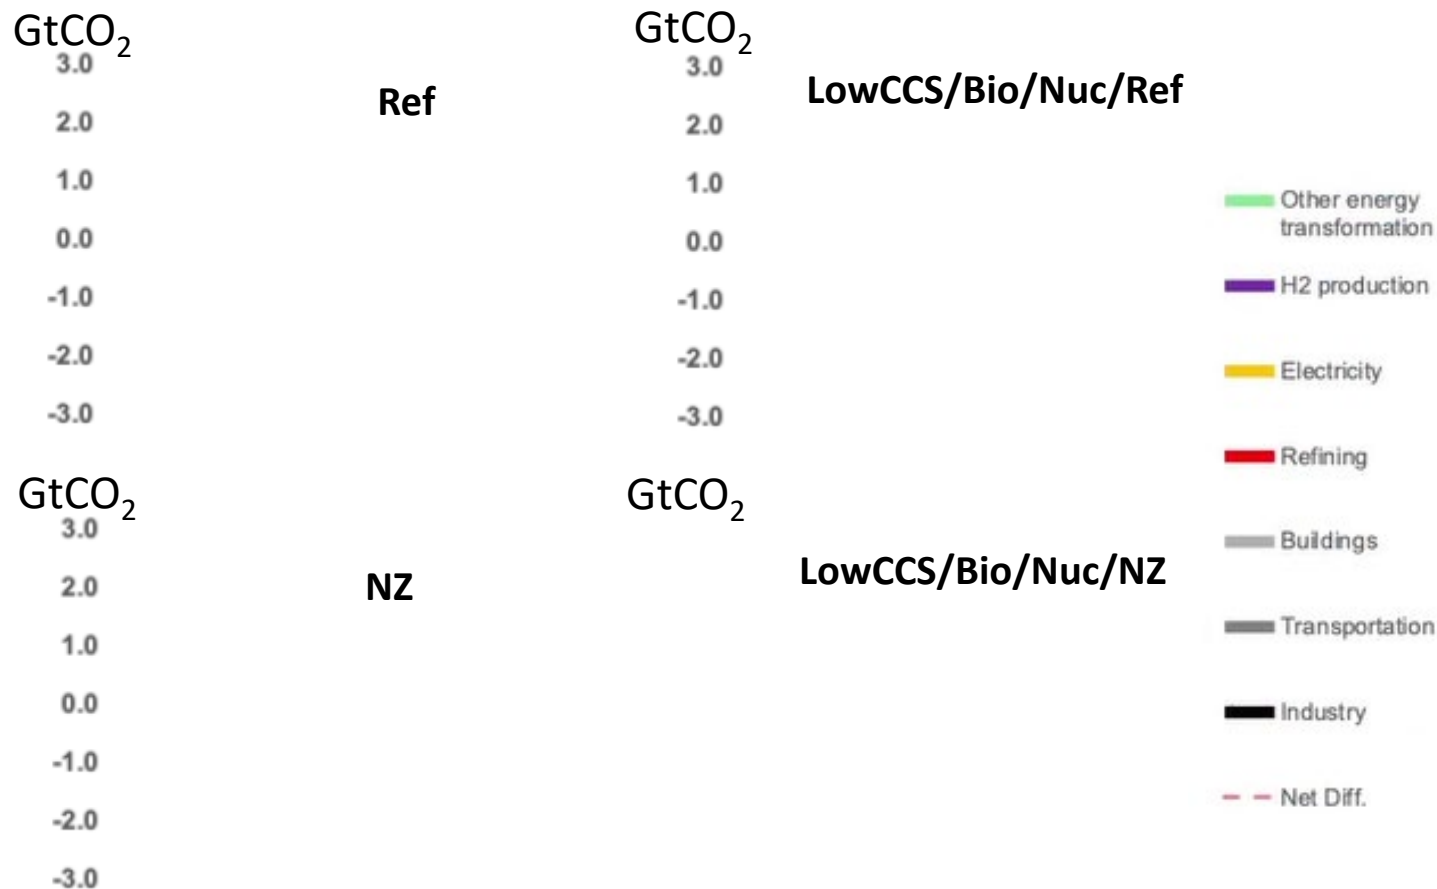 GtCO₂
3.0
2.0
1.0
0.0
-1.0
-2.0
-3.0
Ref
GtCO₂
3.0
2.0
1.0
0.0
-1.0
-2.0
-3.0
LowCCS/Bio/Nuc/Ref
GtCO₂
3.0
2.0
1.0
0.0
-1.0
-2.0
-3.0
NZ
GtCO₂
LowCCS/Bio/Nuc/NZ
Other energy
transformation
H2 production
Electricity
Refining
Buildings
Transportation
Industry
Net Diff.